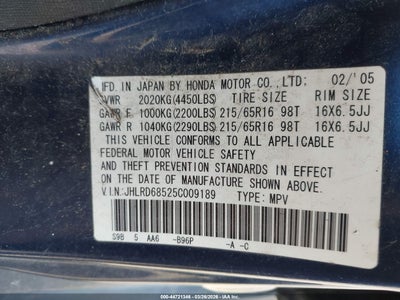 MFD. IN JAPAN BY HONDA MOTOR CO., LTD: 02/'05
GVWR 2020KG(4450LBS) TIRE SIZE RIM SIZE
GAWR F 1000KG(2200LBS) 215/65R16 98T 16X6.5JJ
GAWR R 1040KG(2290LBS) 215/65R16 98T 16X6.5JJ
THIS VEHICLE CONFORMS TO ALL APPLICABLE
FEDERAL MOTOR VEHICLE SAFETY
AND THEFT PREVENTION STANDARDS IN EFFECT ON
THE DATE OF MANUFACTURE SHOWN ABOVE.
V.I.N: JHLRD68525C009189 TYPE: MPV
S9B 5 AA6 -B96P -A -C
000-44721346 - 03/26/2026 - IAAI.COM